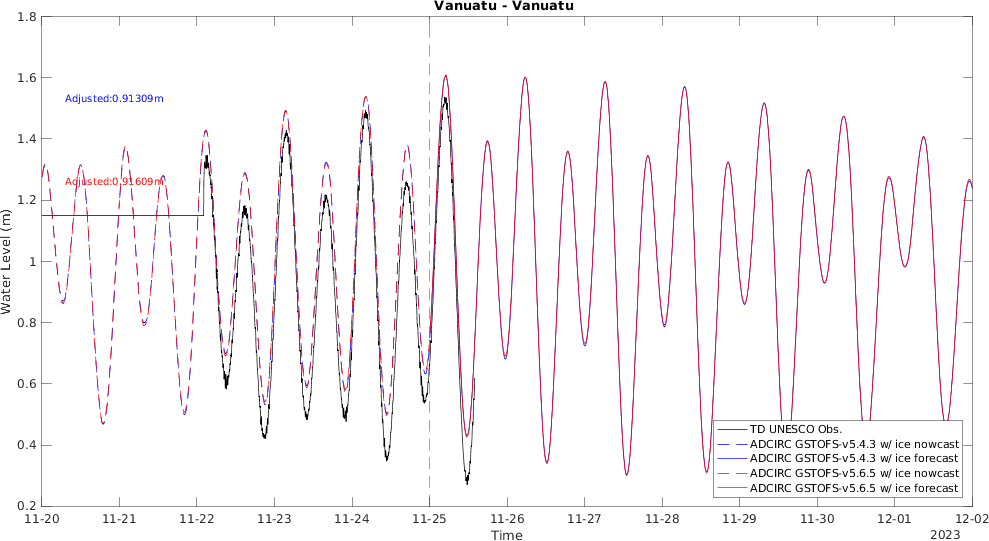 Vanuatu - Vanuatu
1.8
1.6
1.4
1.2
1
0.8
0.6
0.4
0.2
Water Level (m)
Adjusted:0.91309m
Adjusted:0.91609m
TD UNESCO Obs.
ADCIRC GSTOFS-v5.4.3 w/ ice nowcast
ADCIRC GSTOFS-v5.4.3 w/ ice forecast
ADCIRC GSTOFS-v5.6.5 w/ ice nowcast
ADCIRC GSTOFS-v5.6.5 w/ ice forecast
11-20 11-21 11-22 11-23 11-24 11-25 11-26 11-27 11-28 11-29 11-30 12-01 12-02
Time
2023